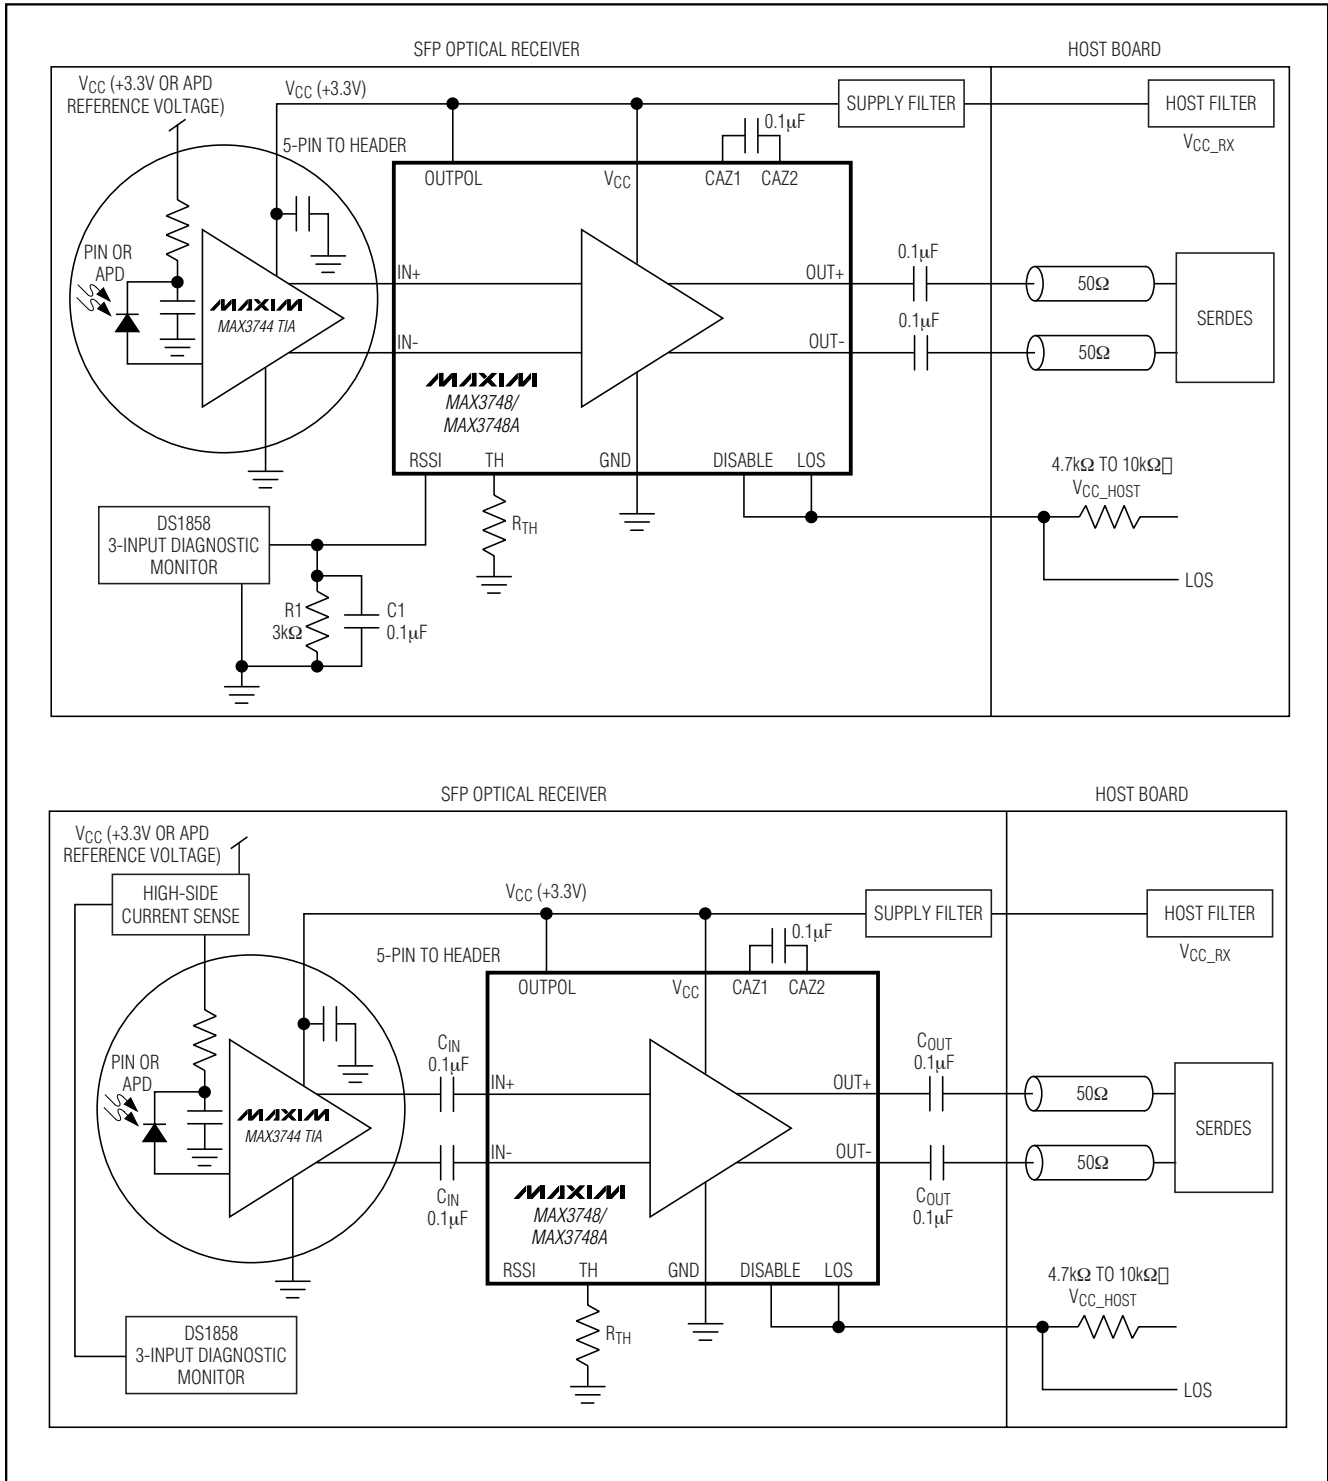 SFP OPTICAL RECEIVER
HOST BOARD
VCC (+3.3V OR APD
REFERENCE VOLTAGE)
VCC (+3.3V)
SUPPLY FILTER
HOST FILTER
VCC_RX
0.1μF
5-PIN TO HEADER
OUTPOL
VCC
CAZ1
CAZ2
PIN OR
APD
MAXIM
MAX3744 TIA
IN+
IN-
OUT+
OUT-
0.1μF
0.1μF
50Ω
50Ω
SERDES
MAXIM
MAX3748/
MAX3748A
RSSI
TH
GND
DISABLE
LOS
4.7kΩ TO 10kΩ▯
VCC_HOST
LOS
RTH
DS1858
3-INPUT DIAGNOSTIC
MONITOR
R1
3kΩ
C1
0.1μF
SFP OPTICAL RECEIVER
HOST BOARD
VCC (+3.3V OR APD
REFERENCE VOLTAGE)
HIGH-SIDE
CURRENT SENSE
VCC (+3.3V)
SUPPLY FILTER
HOST FILTER
VCC_RX
0.1μF
5-PIN TO HEADER
OUTPOL
VCC
CAZ1
CAZ2
PIN OR
APD
MAXIM
MAX3744 TIA
CIN
0.1μF
CIN
0.1μF
IN+
IN-
OUT+
OUT-
COUT
0.1μF
COUT
0.1μF
50Ω
50Ω
SERDES
MAXIM
MAX3748/
MAX3748A
RSSI
TH
GND
DISABLE
LOS
4.7kΩ TO 10kΩ▯
VCC_HOST
LOS
RTH
DS1858
3-INPUT DIAGNOSTIC
MONITOR